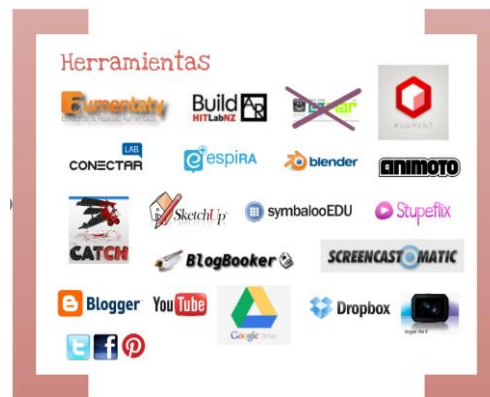 Herramientas
aumentaty
Build AR
HITLabNZ
AUGMENT
LAB
CONECTAR
espiRA
blender
animoto
CATCH
SketchUp
symbalooEDU
Stupeflix
BlogBooker
SCREENCAST MATIC
Blogger
YouTube
Google Drive
Dropbox